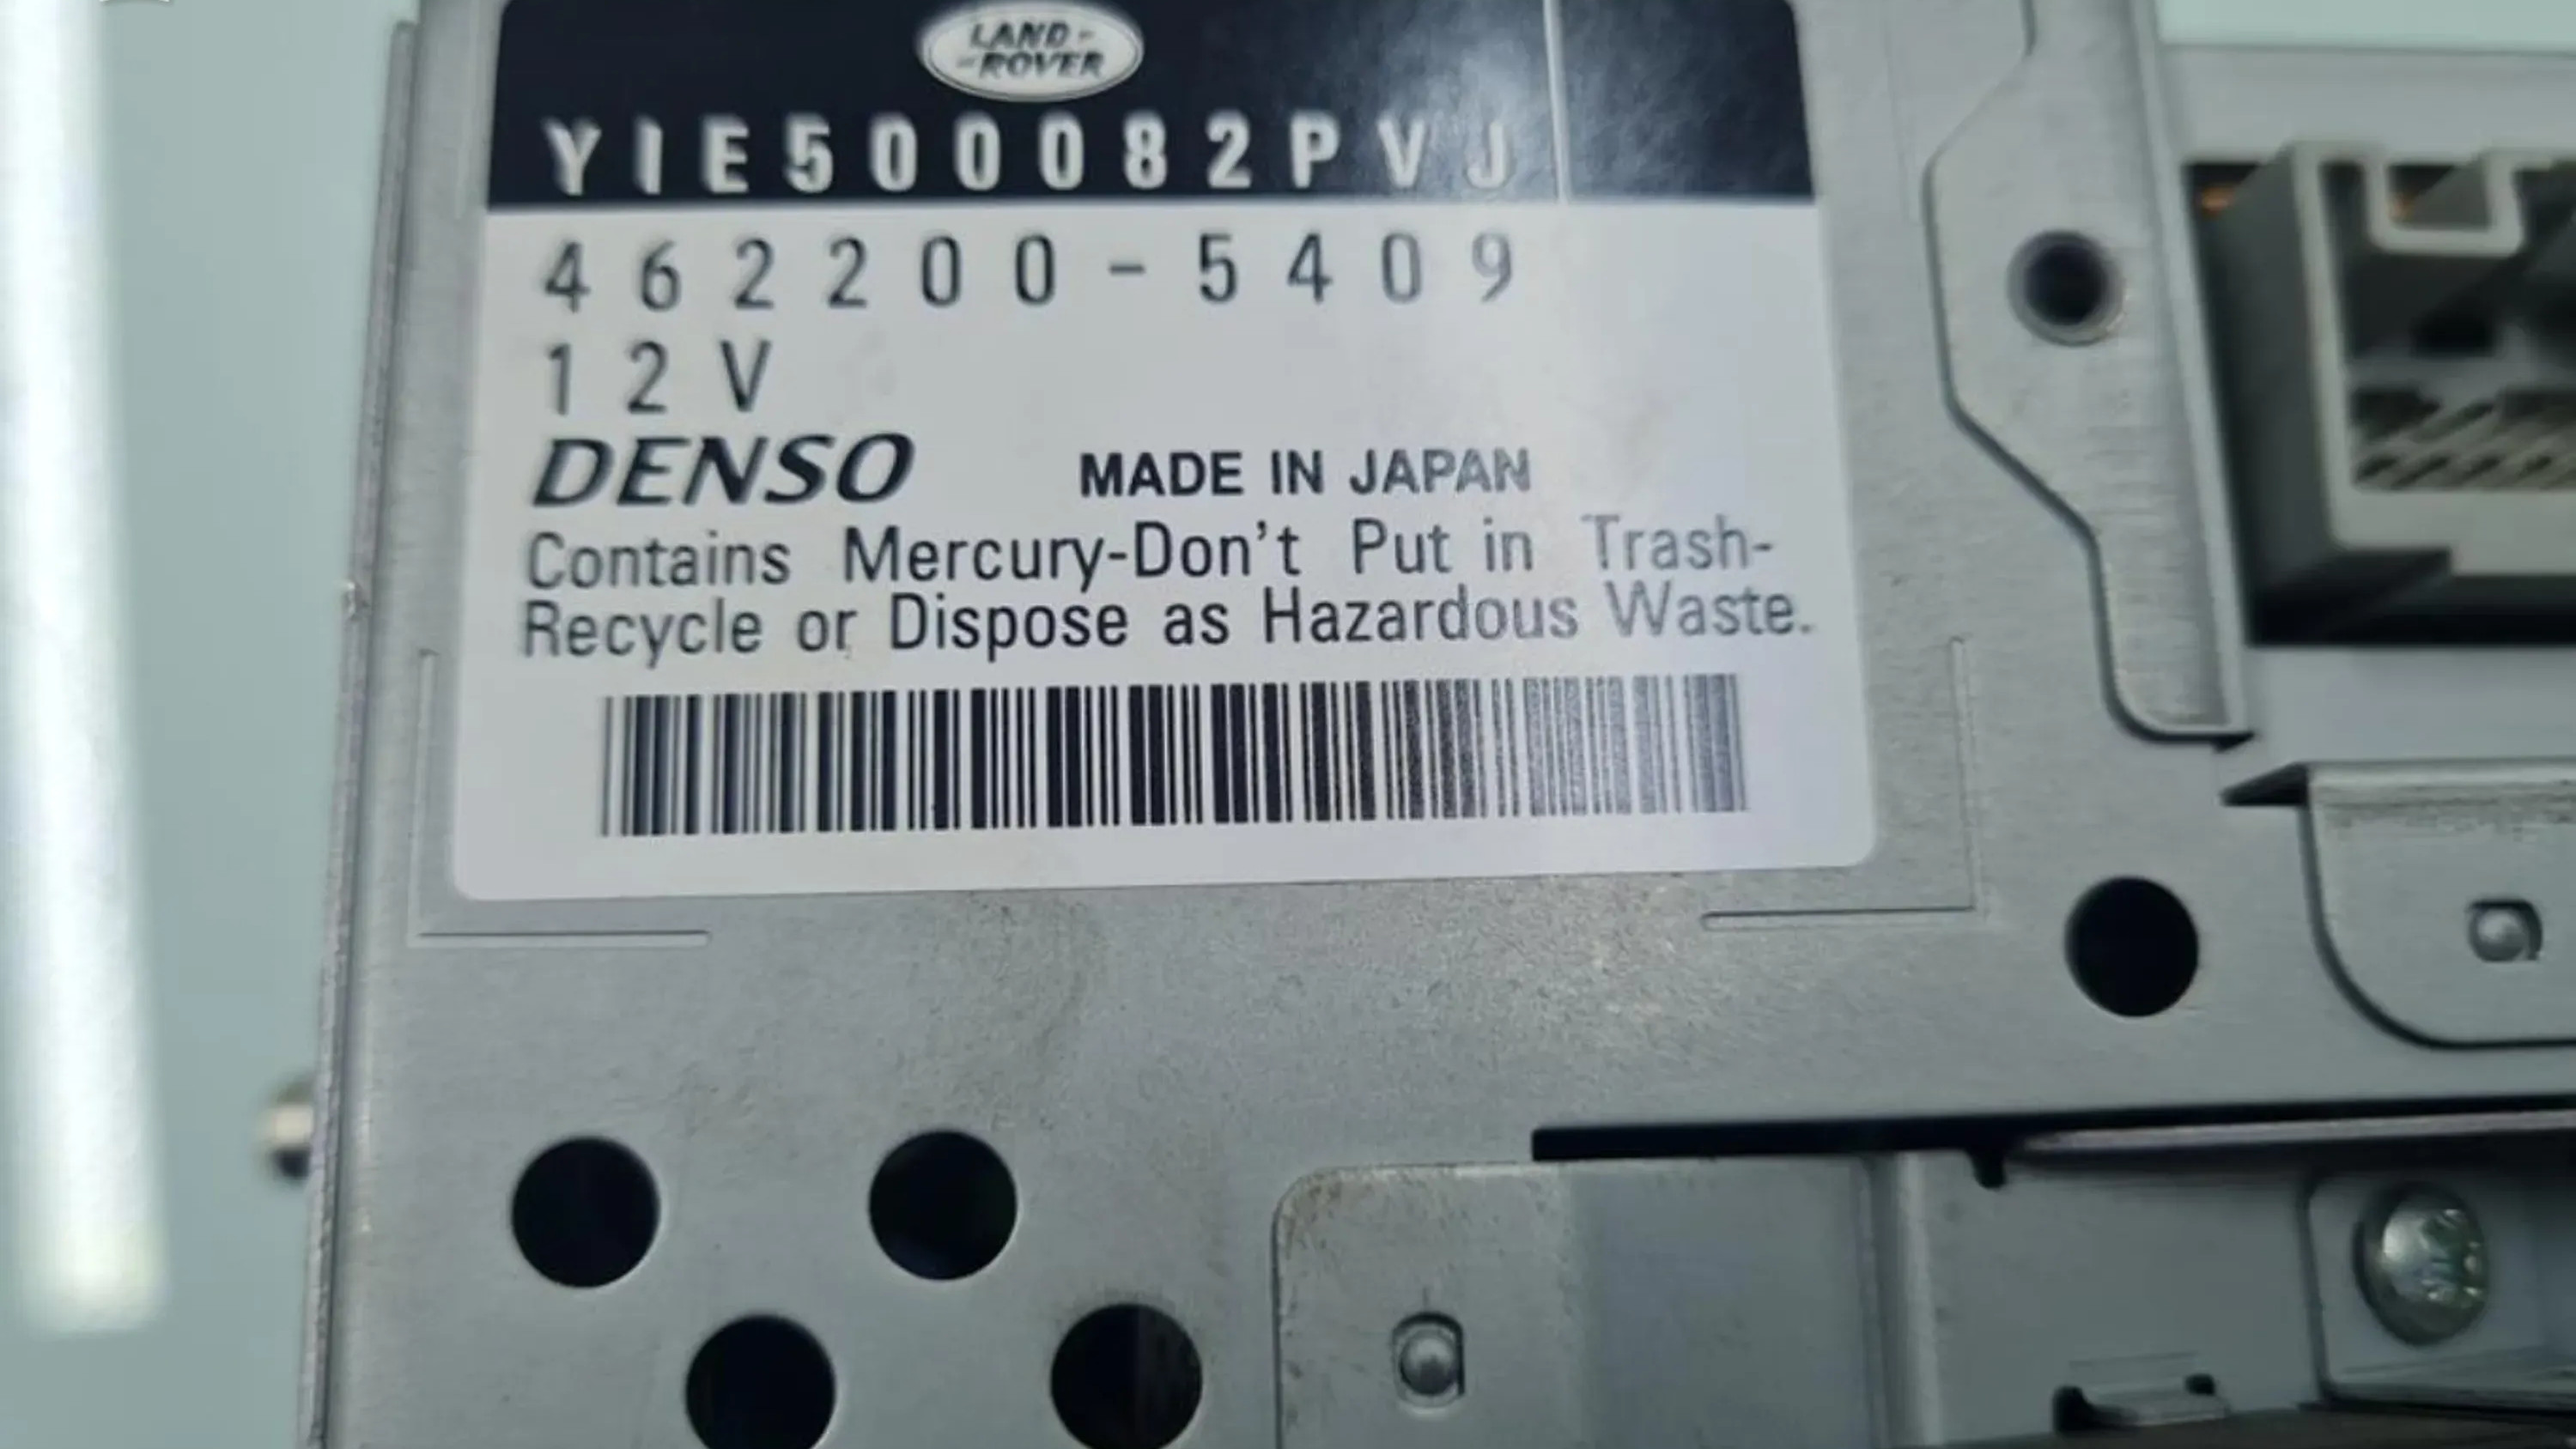 LAND-
-ROVER
YIE500082PVJ
462200-5409
12V
DENSO MADE IN JAPAN
Contains Mercury-Don't Put in Trash-
Recycle or Dispose as Hazardous Waste.